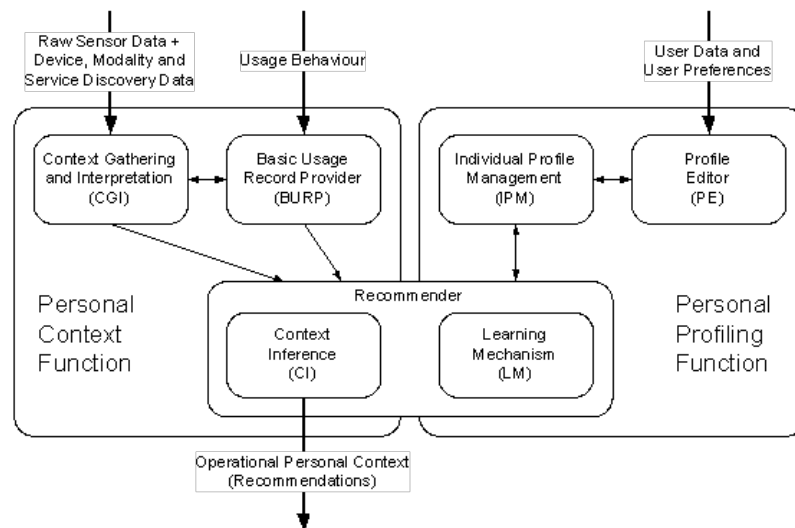 Raw Sensor Data +
Device, Modality and
Service Discovery Data
Usage Behaviour
User Data and
User Preferences
Context Gathering
and Interpretation
(CGI)
Basic Usage
Record Provider
(BURP)
Individual Profile
Management
(IPM)
Profile
Editor
(PE)
Personal
Context
Function
Recommender
Context
Inference
(CI)
Learning
Mechanism
(LM)
Personal
Profiling
Function
Operational Personal Context
(Recommendations)